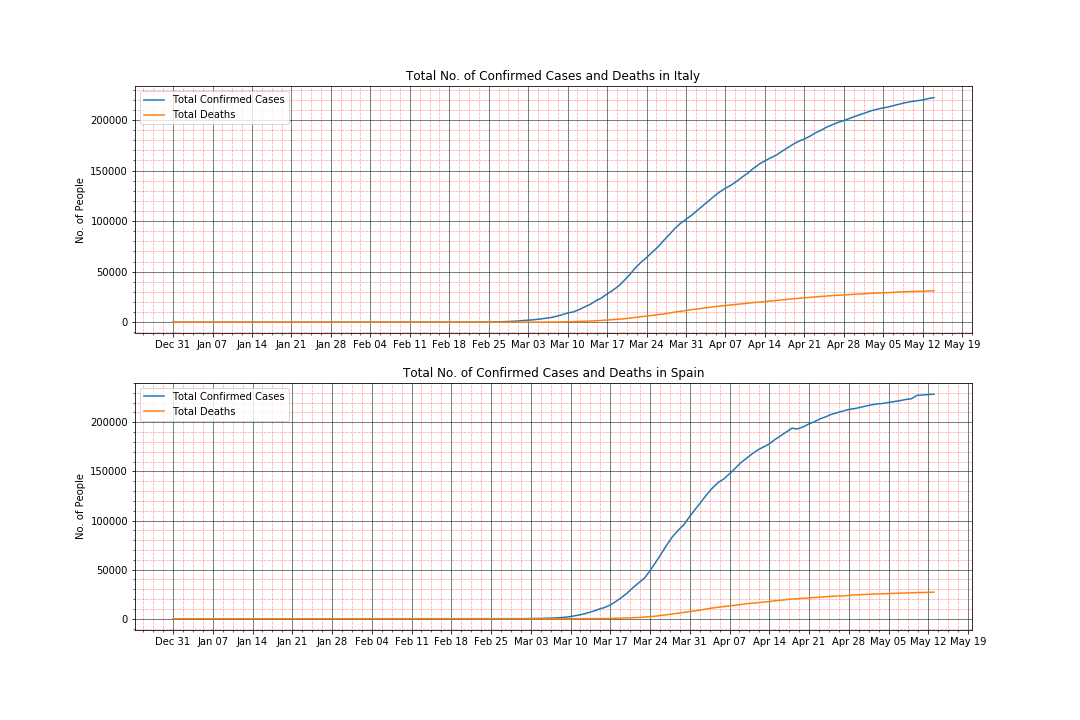 Total No. of Confirmed Cases and Deaths in Italy
Total Confirmed Cases
Total Deaths
No. of People
200000
150000
100000
50000
0
Dec 31 Jan 07 Jan 14 Jan 21 Jan 28 Feb 04 Feb 11 Feb 18 Feb 25 Mar 03 Mar 10 Mar 17 Mar 24 Mar 31 Apr 07 Apr 14 Apr 21 Apr 28 May 05 May 12 May 19
Total No. of Confirmed Cases and Deaths in Spain
Total Confirmed Cases
Total Deaths
No. of People
200000
150000
100000
50000
0
Dec 31 Jan 07 Jan 14 Jan 21 Jan 28 Feb 04 Feb 11 Feb 18 Feb 25 Mar 03 Mar 10 Mar 17 Mar 24 Mar 31 Apr 07 Apr 14 Apr 21 Apr 28 May 05 May 12 May 19